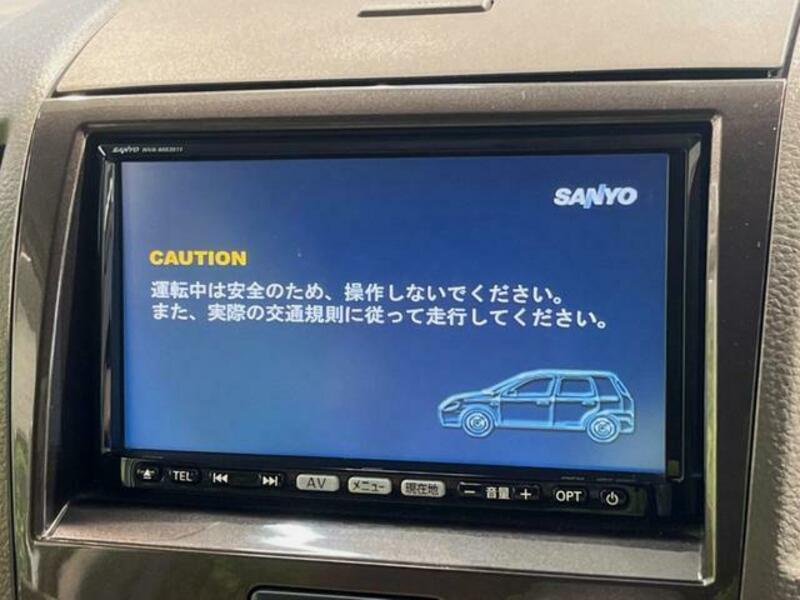 SANYO
SANYO
CAUTION
運転中は安全のため、操作しないでください。
また、実際の交通規則に従って走行してください。
TEL AV メニュー 現在地 − 音量 + OPT